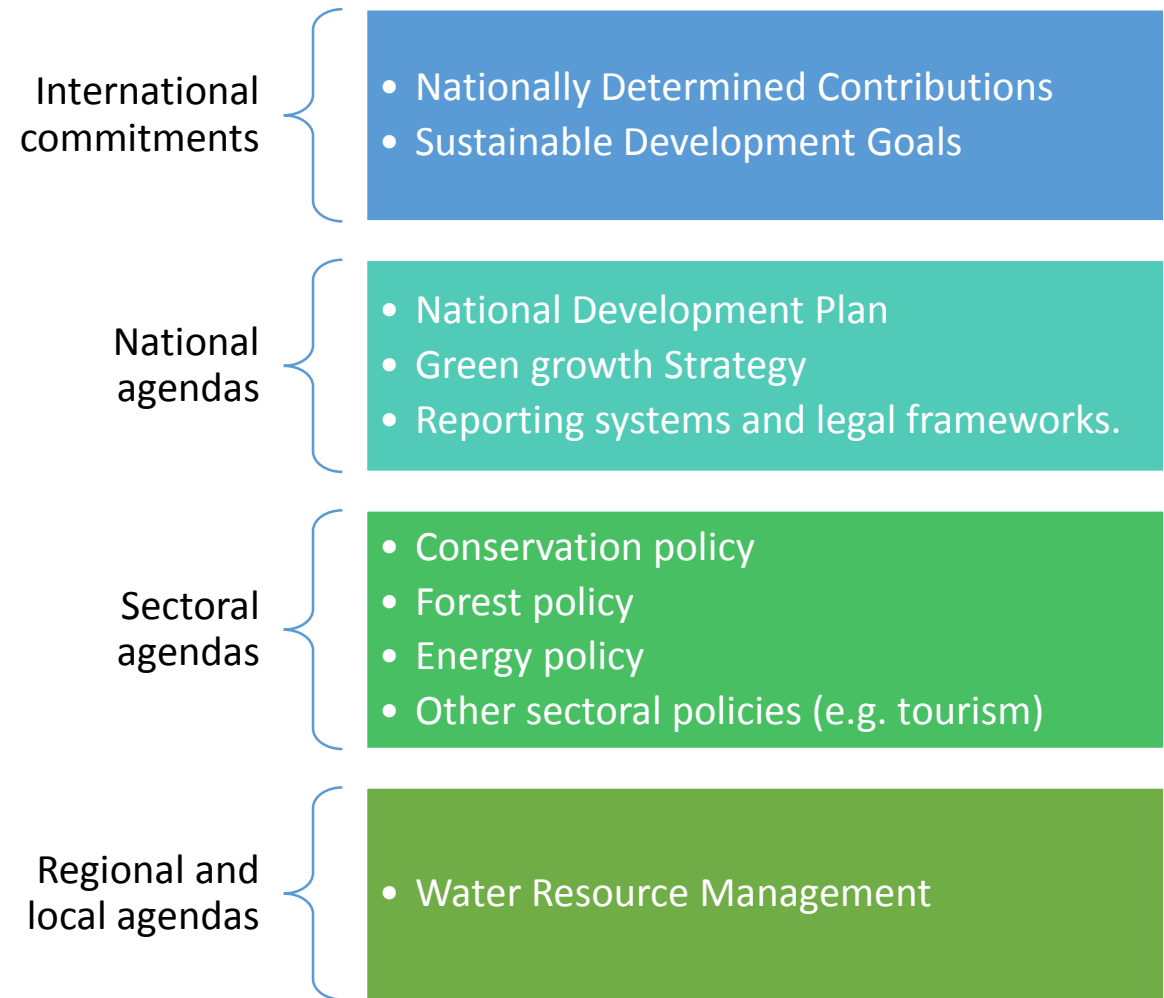 International
commitments
• Nationally Determined Contributions
• Sustainable Development Goals
National
agendas
• National Development Plan
• Green growth Strategy
• Reporting systems and legal frameworks.
Sectoral
agendas
• Conservation policy
• Forest policy
• Energy policy
• Other sectoral policies (e.g. tourism)
Regional and
local agendas
• Water Resource Management